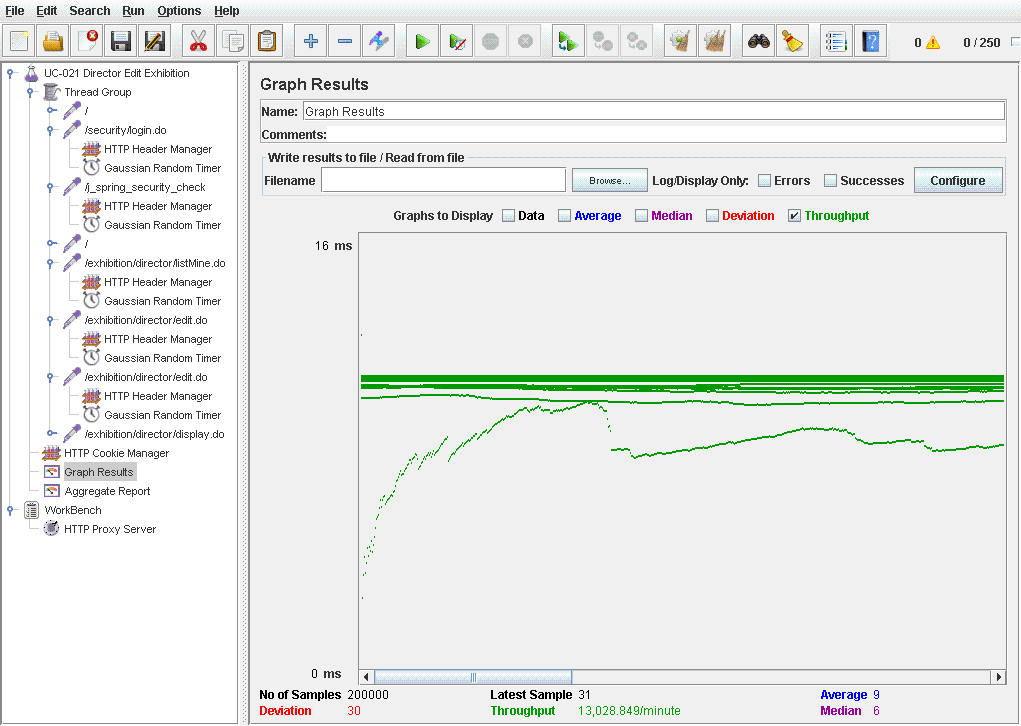 File Edit Search Run Options Help
0 0 / 250
UC-021 Director Edit Exhibition
Thread Group
/
/security/login.do
HTTP Header Manager
Gaussian Random Timer
/j_spring_security_check
HTTP Header Manager
Gaussian Random Timer
/
/exhibition/director/listMine.do
HTTP Header Manager
Gaussian Random Timer
/exhibition/director/edit.do
HTTP Header Manager
Gaussian Random Timer
/exhibition/director/edit.do
HTTP Header Manager
Gaussian Random Timer
/exhibition/director/display.do
HTTP Cookie Manager
Graph Results
Aggregate Report
WorkBench
HTTP Proxy Server
Graph Results
Name: Graph Results
Comments:
Write results to file / Read from file
Filename Browse... Log/Display Only: Errors Successes Configure
Graphs to Display Data Average Median Deviation Throughput
16 ms
0 ms
No of Samples 200000 Latest Sample 31 Average 9
Deviation 30 Throughput 13,028.849/minute Median 6